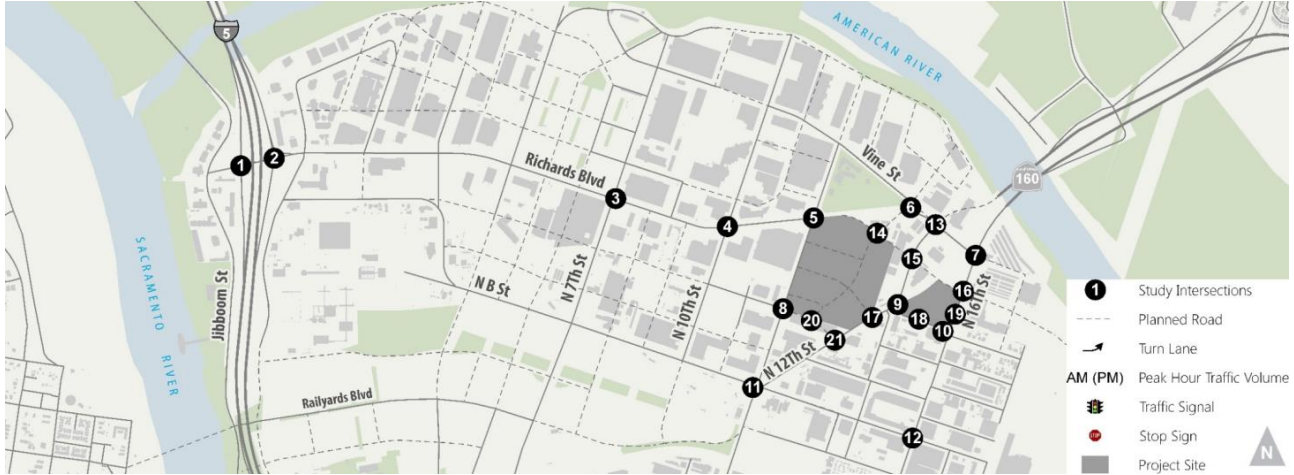 5
AMERICAN RIVER
160
SACRAMENTO
RIVER
Jibboom St
Richards Blvd
Vine St
N B St
N 7Th St
N 10Th St
N 12Th St
N 16Th St
Railyards Blvd
1
2
3
4
5
6
13
14
15
7
16
9
19
18
10
17
8
20
21
11
12
1 Study Intersections
Planned Road
Turn Lane
AM (PM) Peak Hour Traffic Volume
Traffic Signal
STOP Stop Sign
Project Site
N